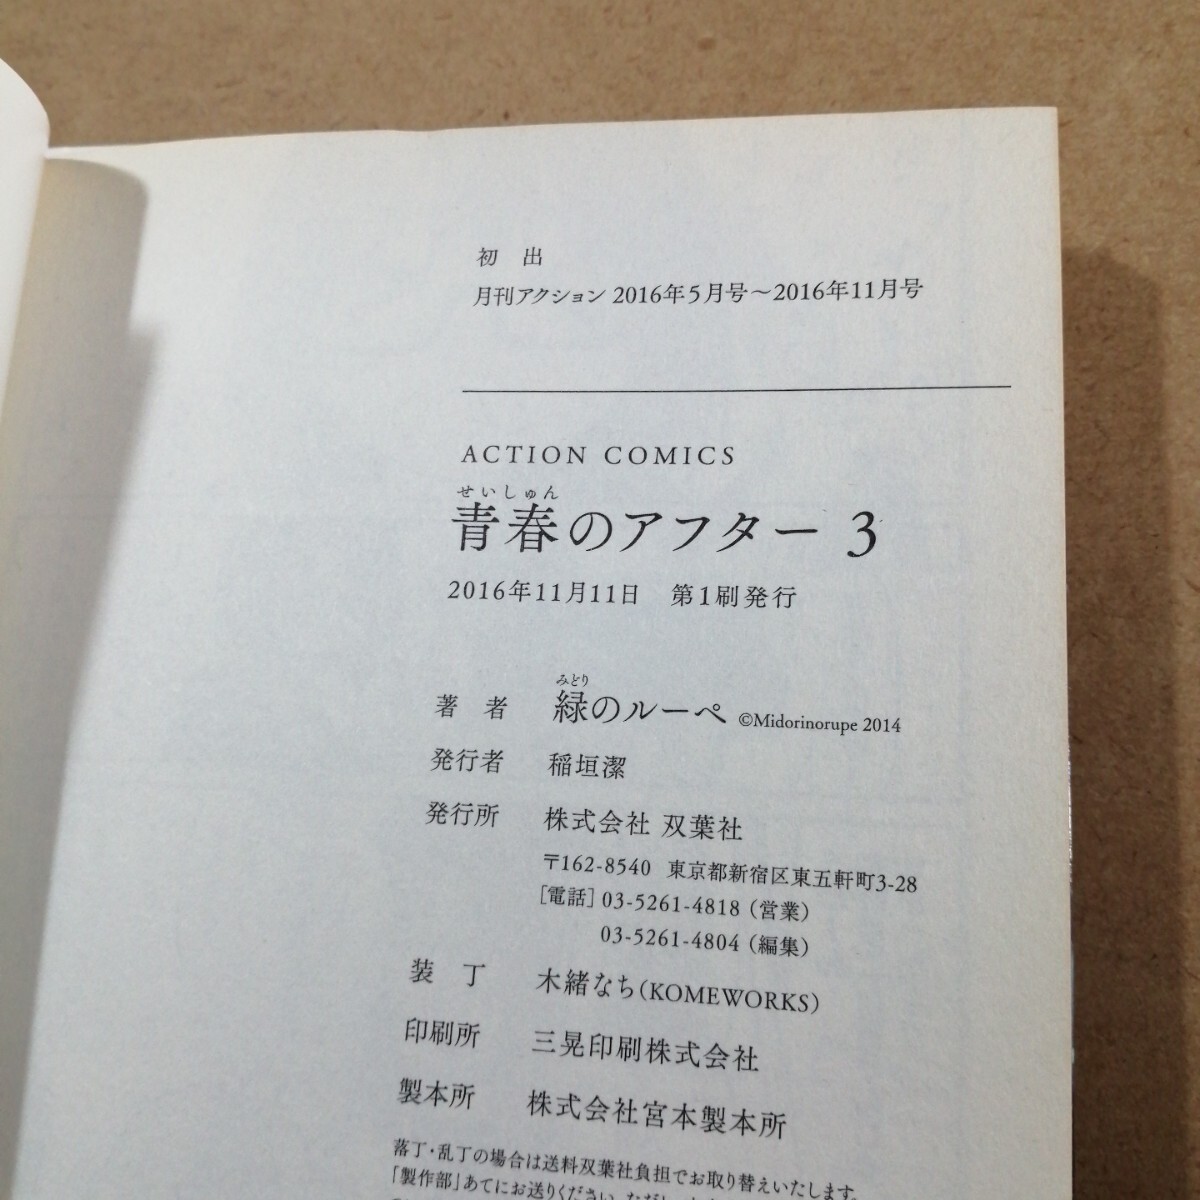 初 出
月刊アクション 2016年5月号〜2016年11月号
ACTION COMICS
せいしゅん
青春のアフター 3
2016年11月11日 第1刷発行
みどり
著 者 緑のルーペ ©Midorinorupe 2014
発行者 稲垣潔
発行所 株式会社 双葉社
〒162-8540 東京都新宿区東五軒町3-28
［電話］03-5261-4818（営業）
03-5261-4804（編集）
装 丁 木緒なち（KOMEWORKS）
印刷所 三晃印刷株式会社
製本所 株式会社宮本製本所
落丁・乱丁の場合は送料双葉社負担でお取り替えいたします。
「製作部」あてにお送りください。ただし、